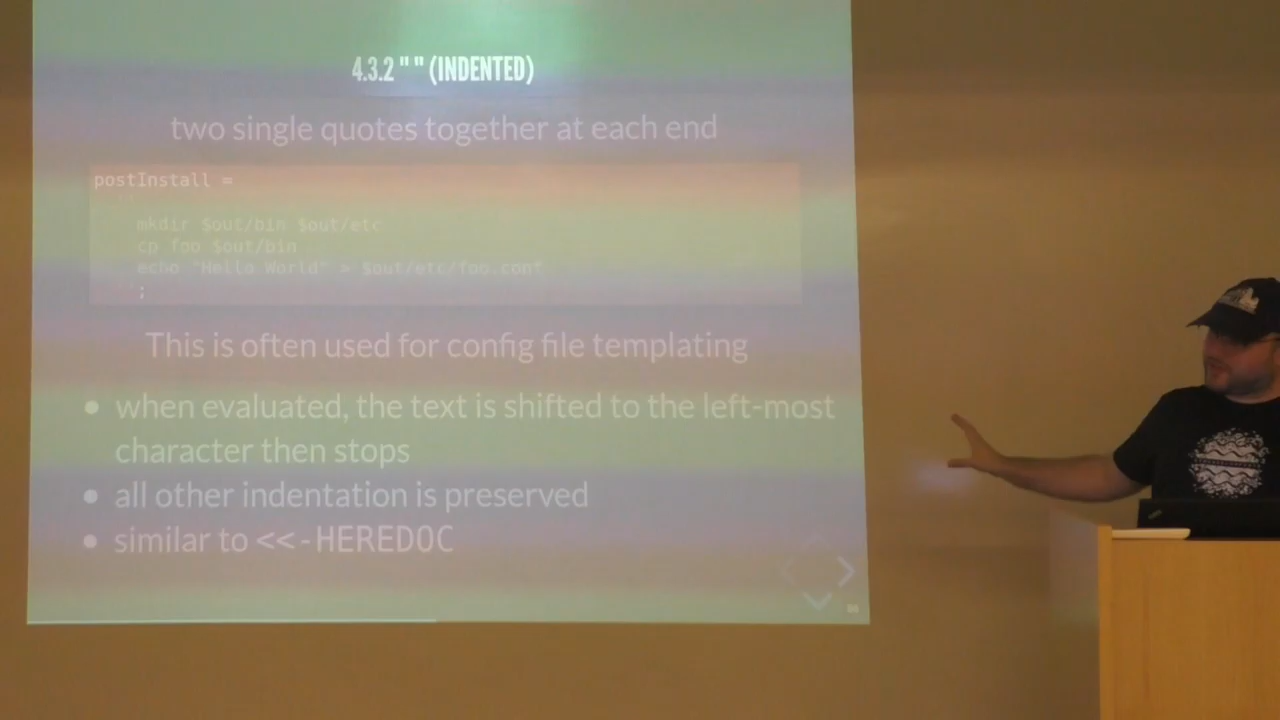 4.3.2 '' '' (INDENTED)
two single quotes together at each end
postInstall =
''
mkdir $out/bin $out/etc
cp foo $out/bin
echo "Hello World" > $out/etc/foo.conf
;
This is often used for config file templating
• when evaluated, the text is shifted to the left-most
character then stops
• all other indentation is preserved
• similar to <<-HEREDOC